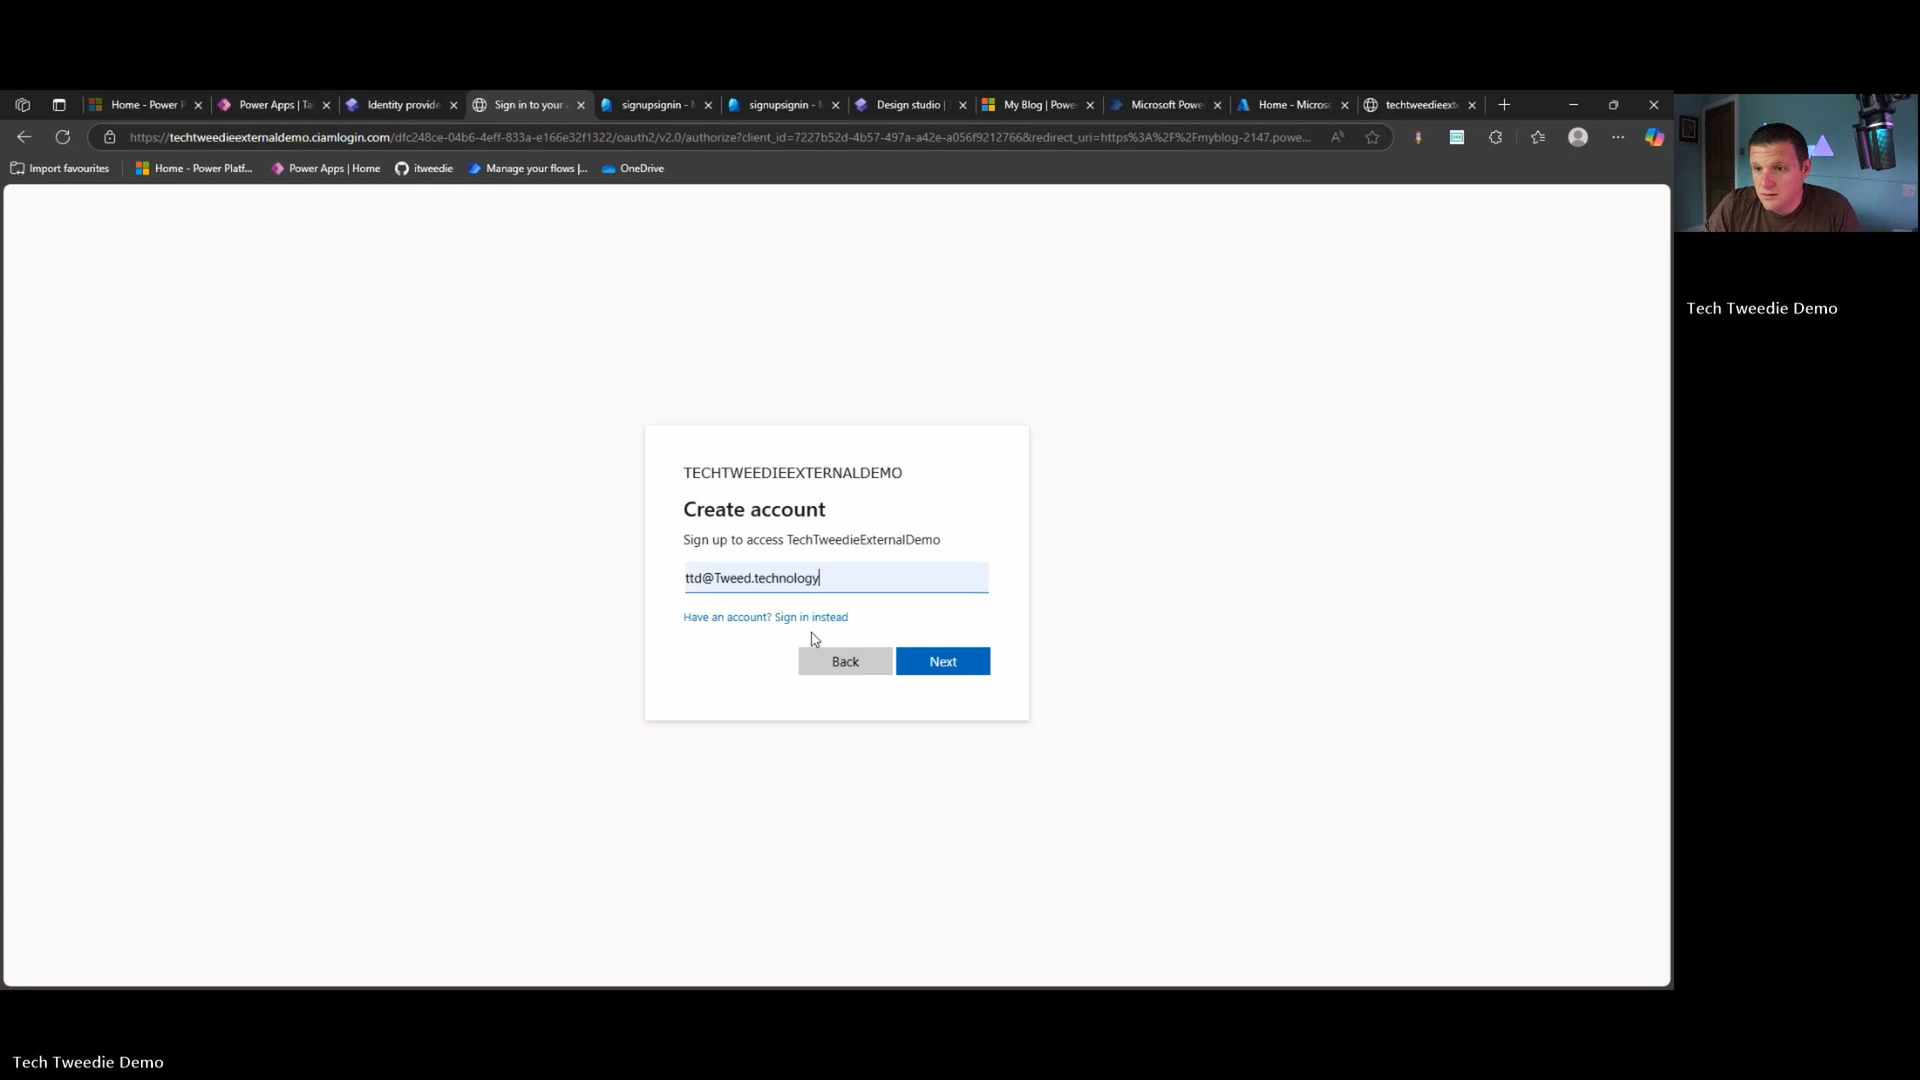 Home - Power P
Power Apps | Ta
Identity provide
Sign in to your
signupsignin - M
signupsignin - M
Design studio |
My Blog | Power
Microsoft Power
Home - Microso
techtweedieexte
https://techtweedieexternaldemo.ciamlogin.com/dfc248ce-04b6-4eff-833a-e166e32f1322/oauth2/v2.0/authorize?client_id=7227b52d-4b57-497a-a42e-a056f9212766&redirect_uri=https%3A%2F%2Fmyblog-2147.powe...
Import favourites
Home - Power Platf...
Power Apps | Home
itweedie
Manage your flows |...
OneDrive
TECHTWEEDIEEXTERNALDEMO
Create account
Sign up to access TechTweedieExternalDemo
ttd@Tweed.technology
Have an account? Sign in instead
Back
Next
Tech Tweedie Demo
Tech Tweedie Demo